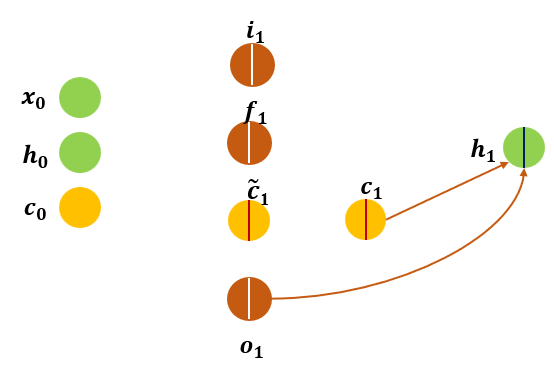 i₁
x₀
f₁
h₀
h₁
c̃₁
c₁
c₀
o₁